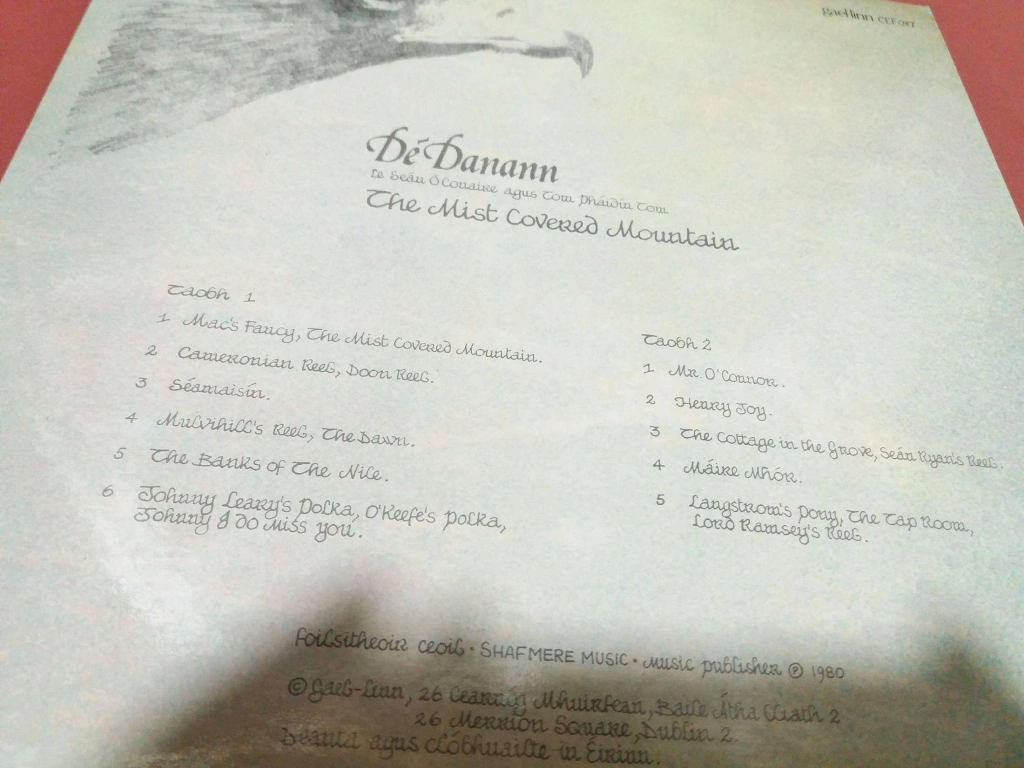 gael-linn CEF 087
Dé Danann
le Seán Ó Conaire agus Tom Pháidín Tom
The Mist Covered Mountain
Taobh 1
1 Mac's Fancy, The Mist Covered Mountain.
2 Cameronian Reel, Doon Reel.
3 Séamaisín.
4 Mulvihill's Reel, The Dawn.
5 The Banks of The Nile.
6 Johnny Leary's Polka, O'Keefe's Polka,
Johnny I do Miss you.
Taobh 2
1 Mr. O'Connor.
2 Henry Joy.
3 The Cottage in the Grove, Seán Ryan's Reel.
4 Máire Mhór.
5 Langstrom's Pony, The Tap Room,
Lord Ramsey's Reel.
Foilsitheoir ceoil · SHAFMERE MUSIC · Music publisher ℗ 1980
© Gael-Linn, 26 Cearnóg Mhuirfean, Baile Átha Cliath 2
26 Merrion Square, Dublin 2.
Déanta agus clóbhuailte in Éirinn.